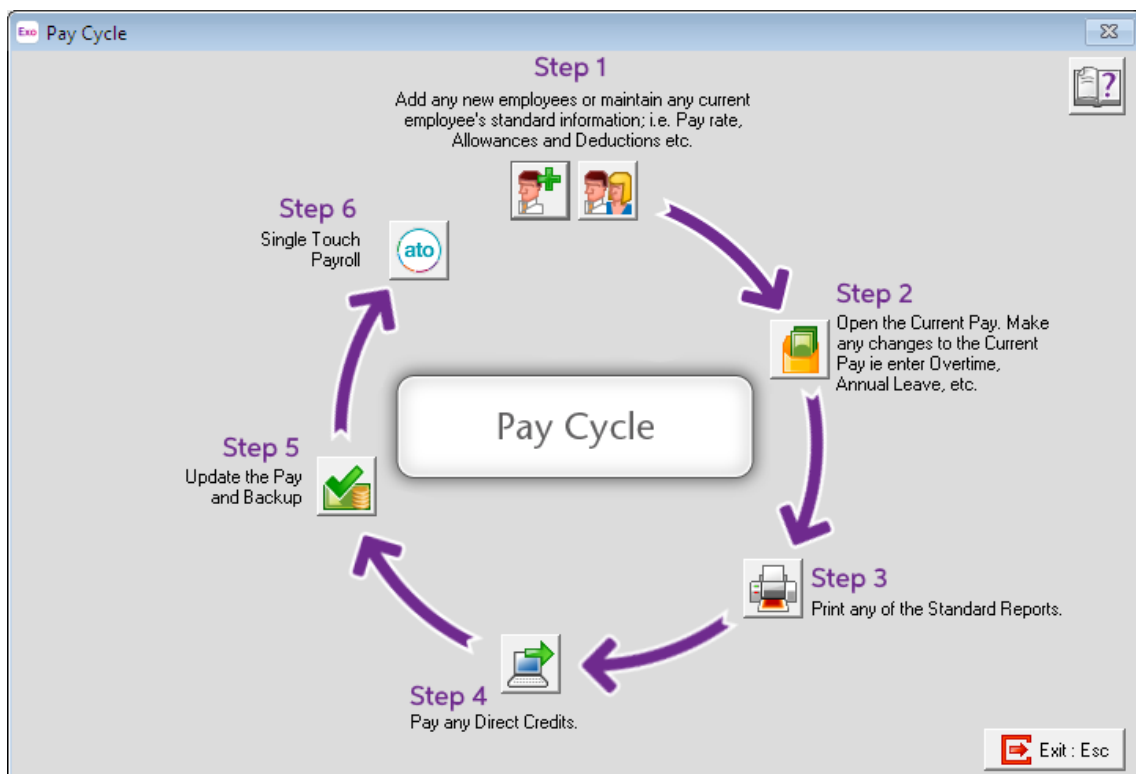 Exo Pay Cycle
Step 1
Add any new employees or maintain any current
employee's standard information; i.e. Pay rate,
Allowances and Deductions etc.
Step 6
Single Touch
Payroll
ato
Step 2
Open the Current Pay. Make
any changes to the Current
Pay ie enter Overtime,
Annual Leave, etc.
Pay Cycle
Step 5
Update the Pay
and Backup
Step 3
Print any of the Standard Reports.
Step 4
Pay any Direct Credits.
Exit : Esc